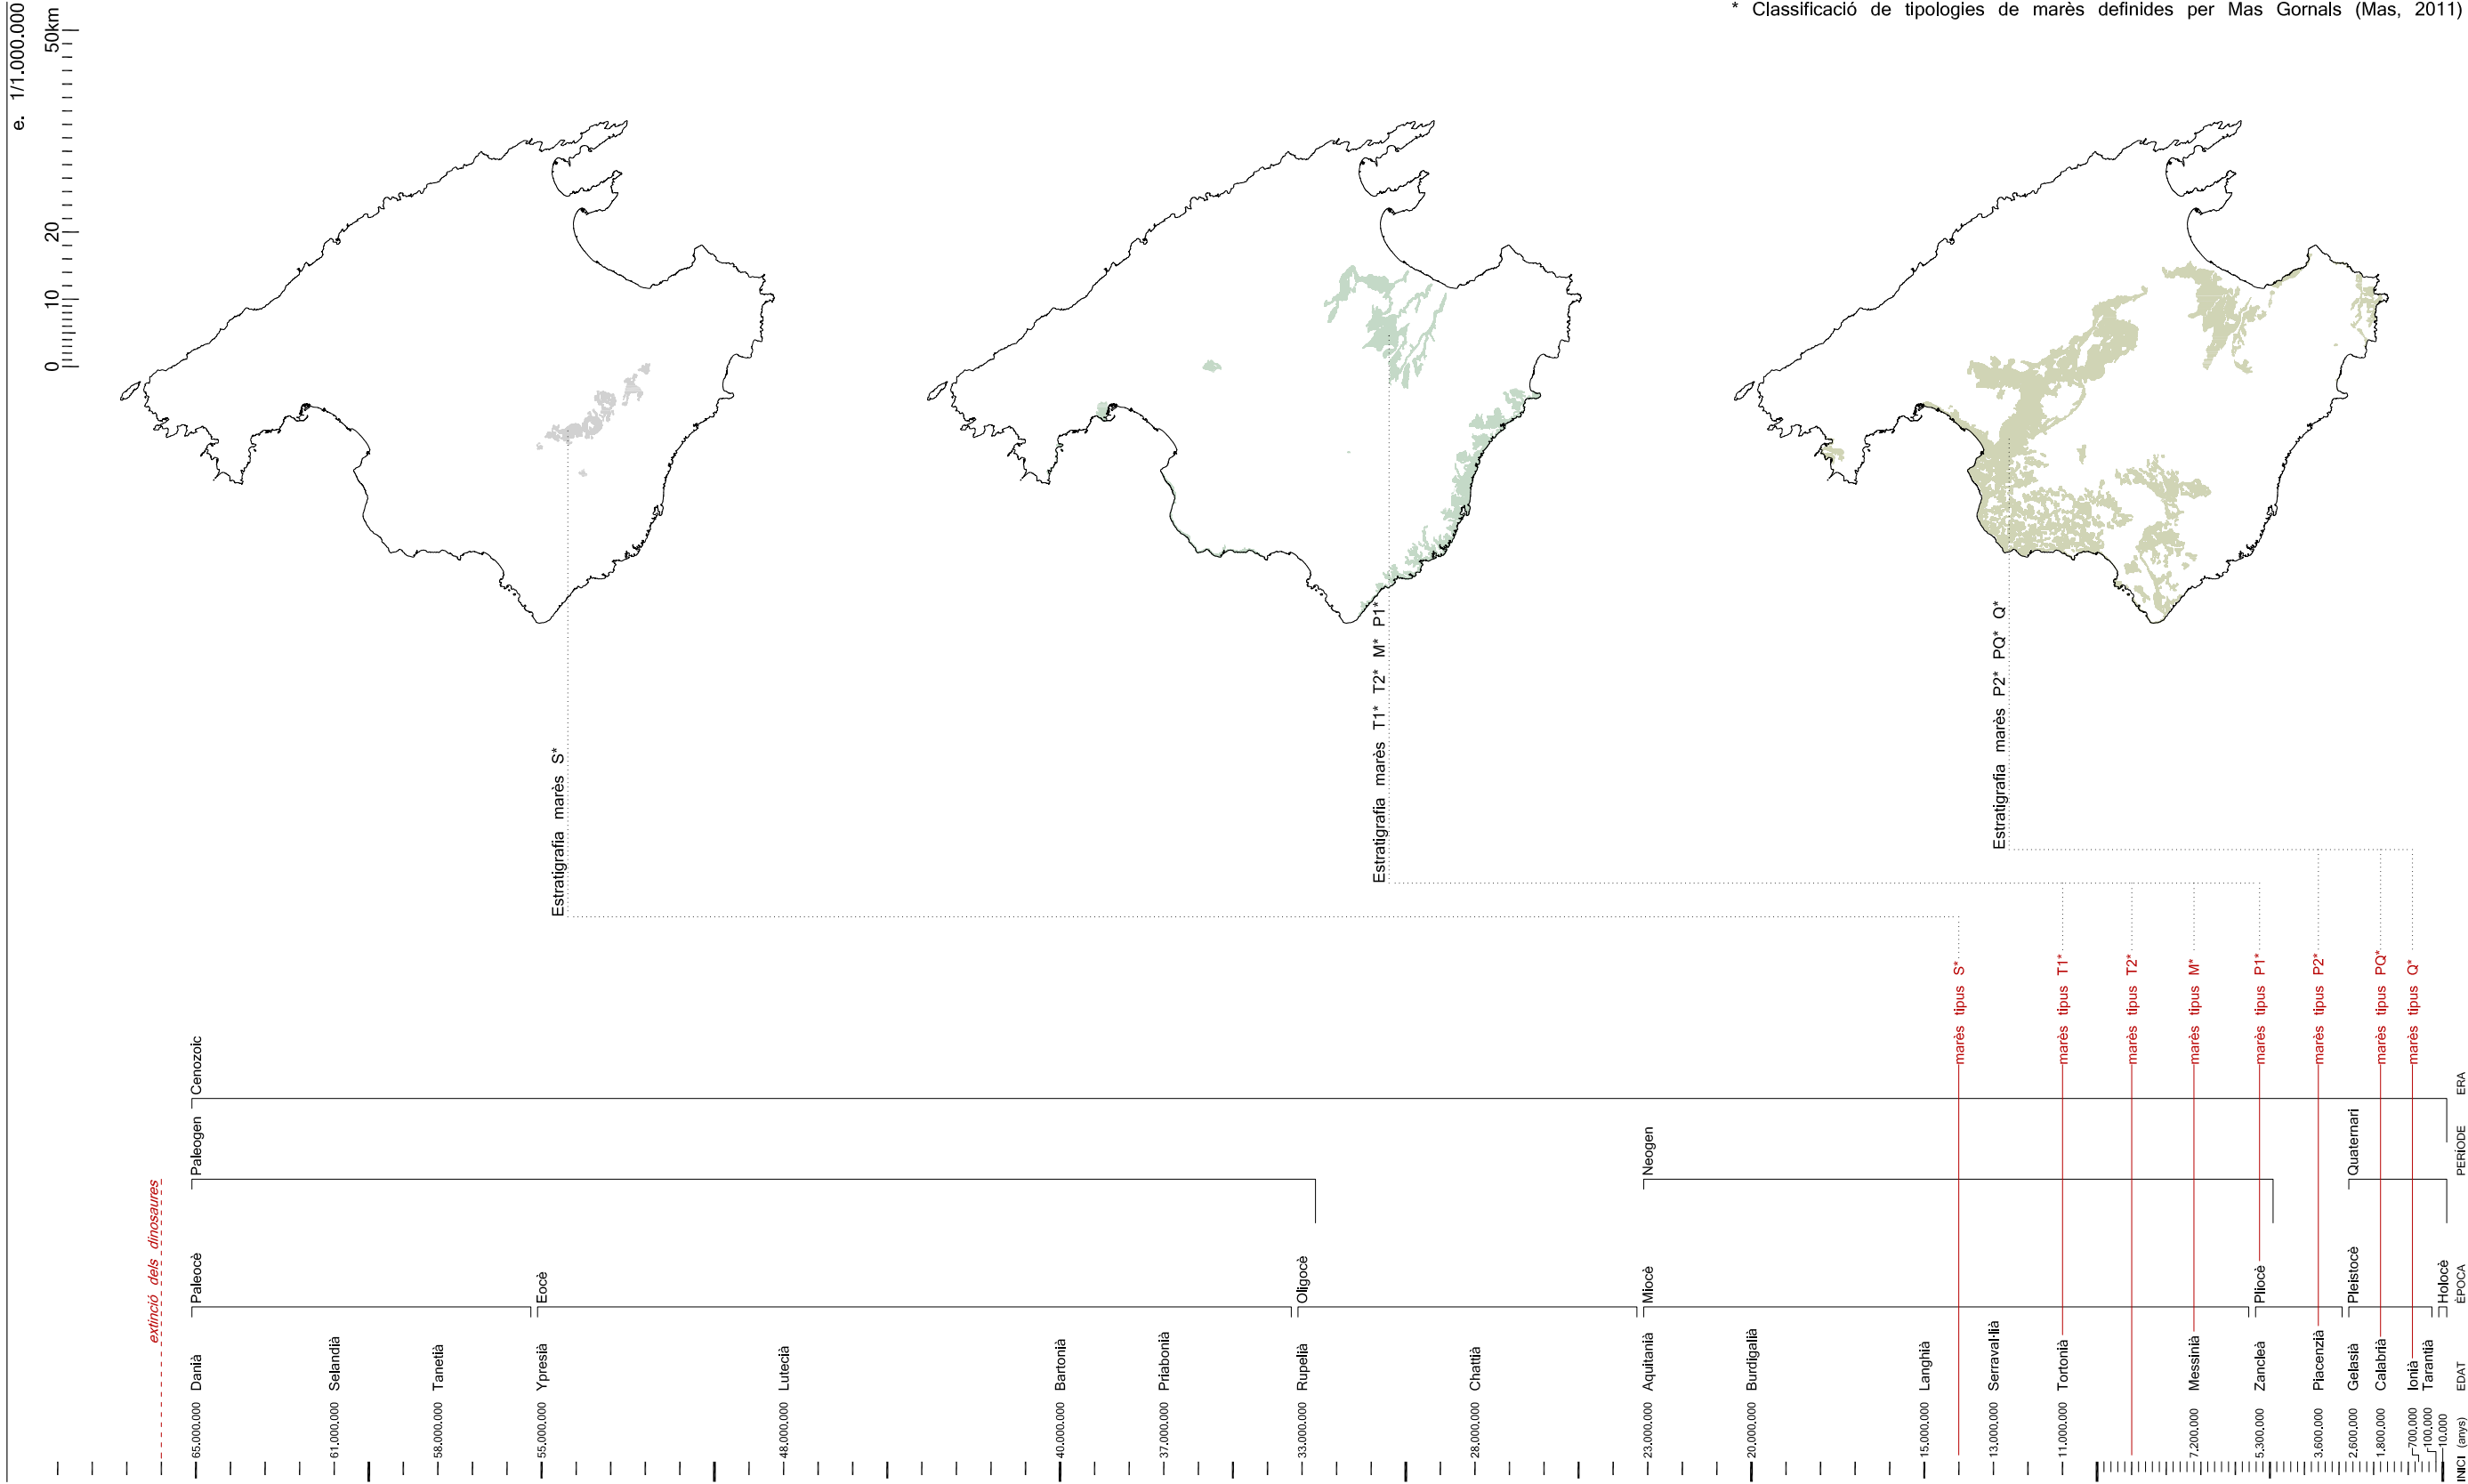 * Classificació de tipologies de marès definides per Mas Gornals (Mas, 2011)
e. 1/1.000.000
0 10 20 50km
Estratigrafia marès S*
Estratigrafia marès T1* T2* M* P1*
Estratigrafia marès P2* PQ* Q*
marès tipus S*
marès tipus T1*
marès tipus T2*
marès tipus M*
marès tipus P1*
marès tipus P2*
marès tipus PQ*
marès tipus Q*
ERA
Cenozoic
PERÍODE
Paleogen
Neogen
Quaternari
extinció dels dinosaures
ÈPOCA
Paleocè
Eocè
Oligocè
Miocè
Pliocè
Pleistocè
Holocè
EDAT
Danià
Selandià
Tanetià
Ypresià
Lutecià
Bartonià
Priabonià
Rupelià
Chattià
Aquitanià
Burdigalià
Langhià
Serraval·lià
Tortonià
Messinià
Zancleà
Piacenzià
Gelasià
Calabrià
Ionià
Tarantià
INICI (anys)
65.000.000
61.000.000
58.000.000
55.000.000
48.000.000
40.000.000
37.000.000
33.000.000
28.000.000
23.000.000
20.000.000
15.000.000
13.000.000
11.000.000
7.200.000
5.300.000
3.600.000
2.600.000
1.800.000
700.000
100.000
10.000